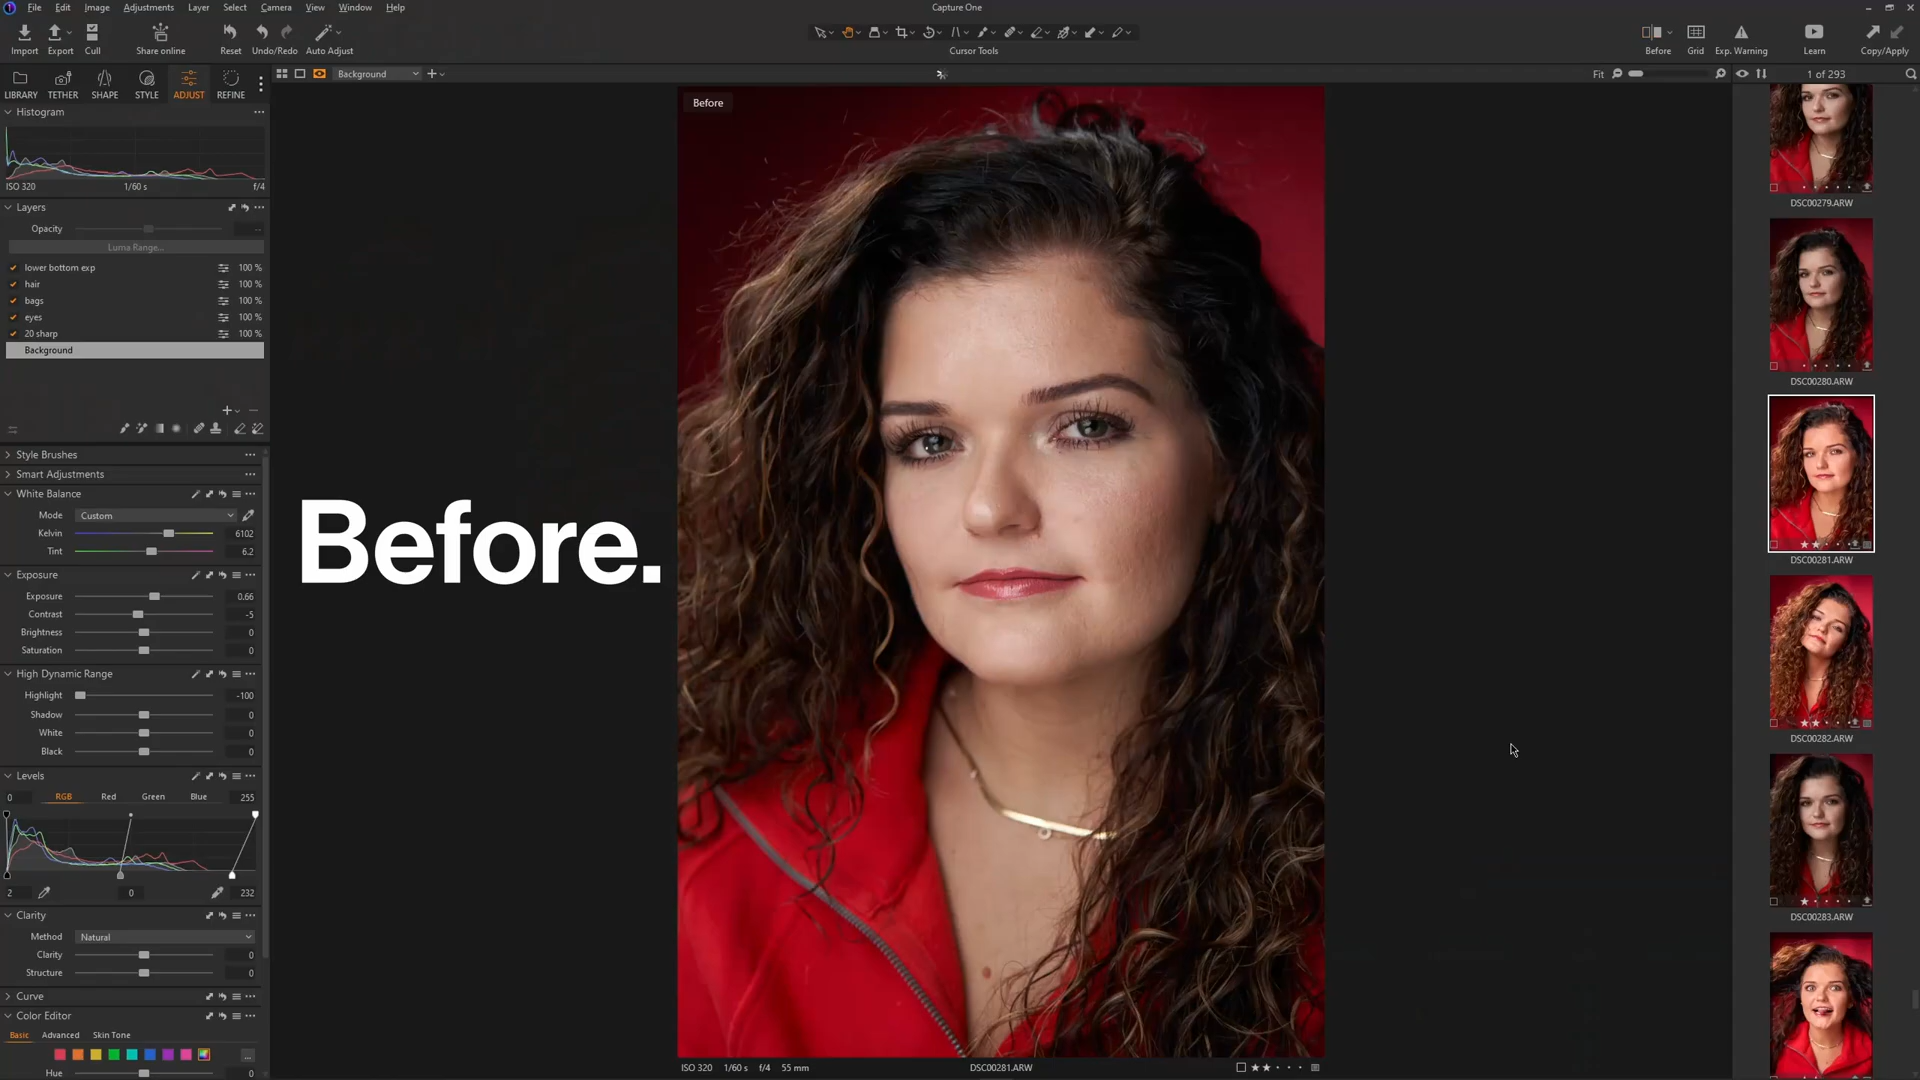 File Edit Image Adjustments Layer Select Camera View Window Help
Capture One
Import Export Cull Share online Reset Undo/Redo Auto Adjust
Cursor Tools
Before Grid Exp. Warning Learn Copy/Apply
LIBRARY TETHER SHAPE STYLE ADJUST REFINE
Background
Fit
1 of 293
Histogram
ISO 320 1/60 s f/4
Layers
Opacity --
Luma Range...
lower bottom exp 100 %
hair 100 %
bags 100 %
eyes 100 %
20 sharp 100 %
Background
Style Brushes
Smart Adjustments
White Balance
Mode Custom
Kelvin 6102
Tint 6.2
Exposure
Exposure 0.66
Contrast -5
Brightness 0
Saturation 0
High Dynamic Range
Highlight -100
Shadow 0
White 0
Black 0
Levels
0 RGB Red Green Blue 255
2 0 232
Clarity
Method Natural
Clarity 0
Structure 0
Curve
Color Editor
Basic Advanced Skin Tone
...
Hue 0
Before
Before.
ISO 320 1/60 s f/4 55 mm
DSC00281.ARW
DSC00279.ARW
DSC00280.ARW
DSC00281.ARW
DSC00282.ARW
DSC00283.ARW